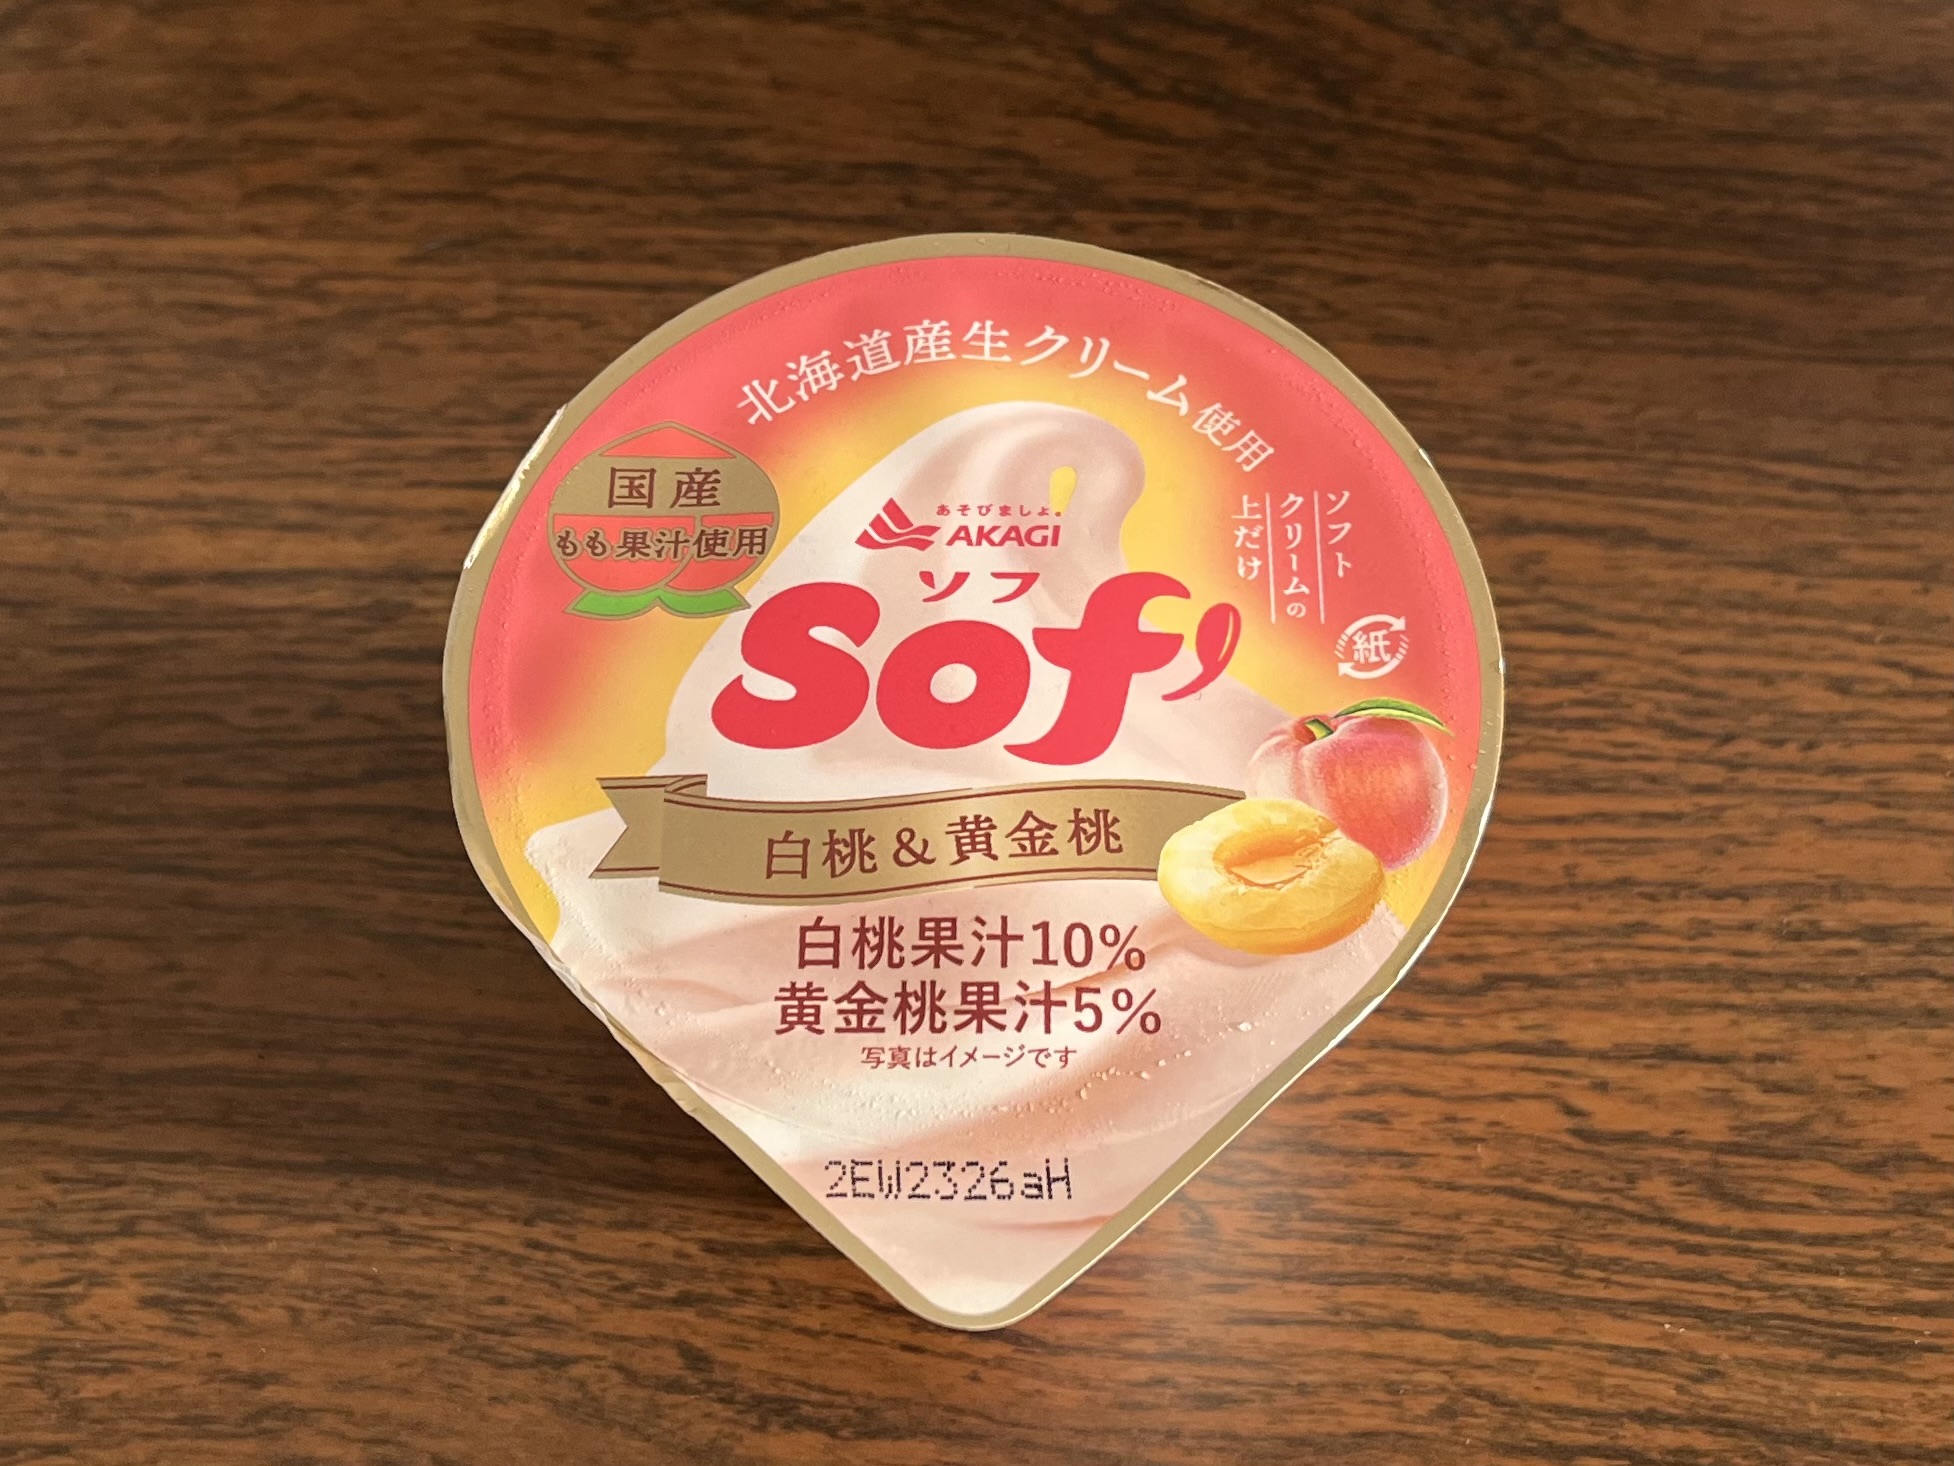 北海道産生クリーム使用
国産
もも果汁使用
あそびましょ。
AKAGI
ソフ
Sof'
ソフト
クリームの
上だけ
紙
白桃&黄金桃
白桃果汁10%
黄金桃果汁5%
写真はイメージです
2EW2326aH